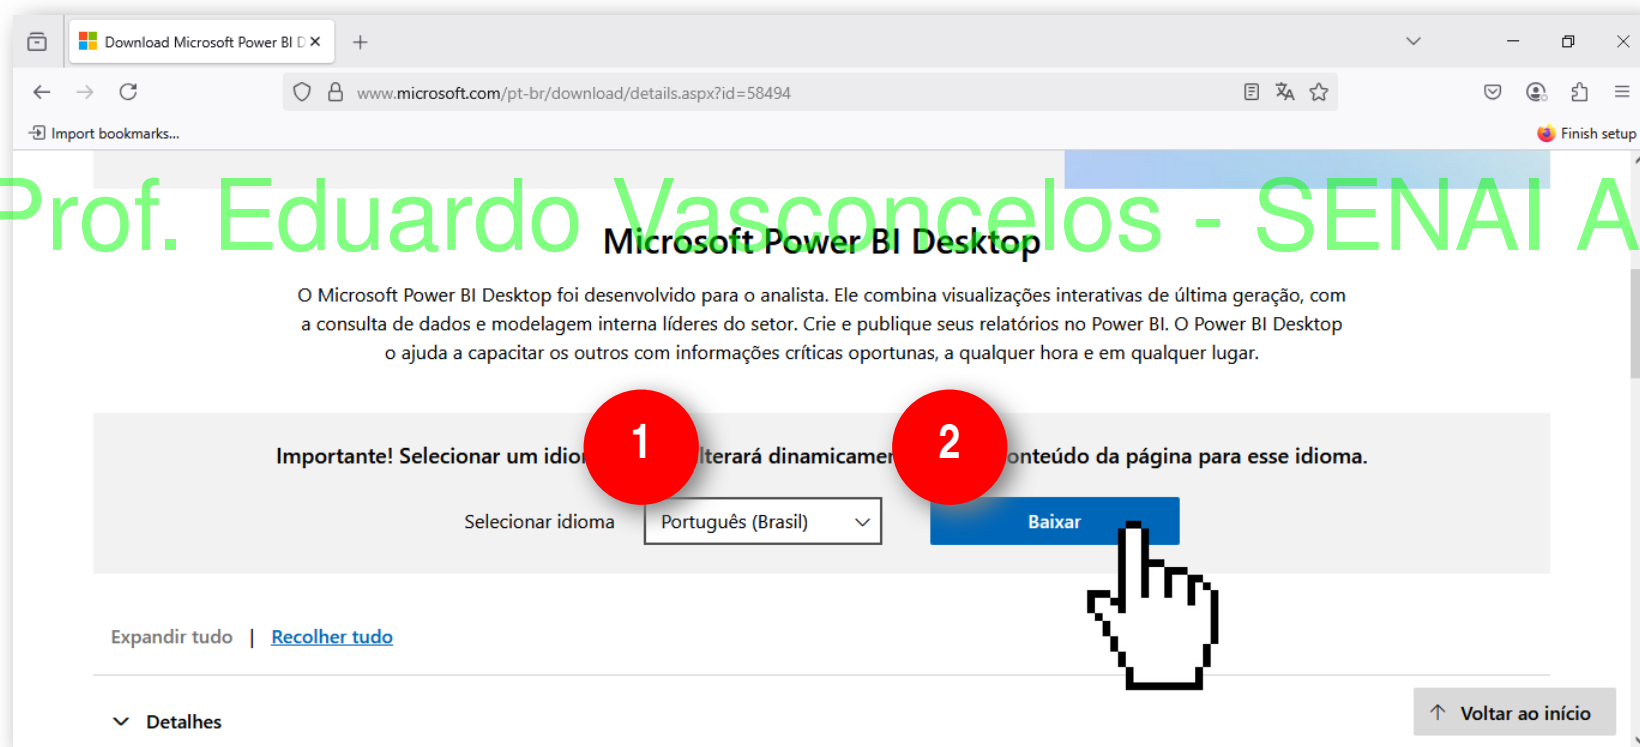 Download Microsoft Power BI D
www.microsoft.com/pt-br/download/details.aspx?id=58494
Import bookmarks...
Finish setup
Prof. Eduardo Vasconcelos - SENAI A
Microsoft Power BI Desktop
O Microsoft Power BI Desktop foi desenvolvido para o analista. Ele combina visualizações interativas de última geração, com
a consulta de dados e modelagem interna líderes do setor. Crie e publique seus relatórios no Power BI. O Power BI Desktop
o ajuda a capacitar os outros com informações críticas oportunas, a qualquer hora e em qualquer lugar.
1
2
Importante! Selecionar um dinamicamen da página para esse idioma.
Selecionar idioma Português (Brasil) Baixar
Expandir tudo | Recolher tudo
Detalhes
Voltar ao início